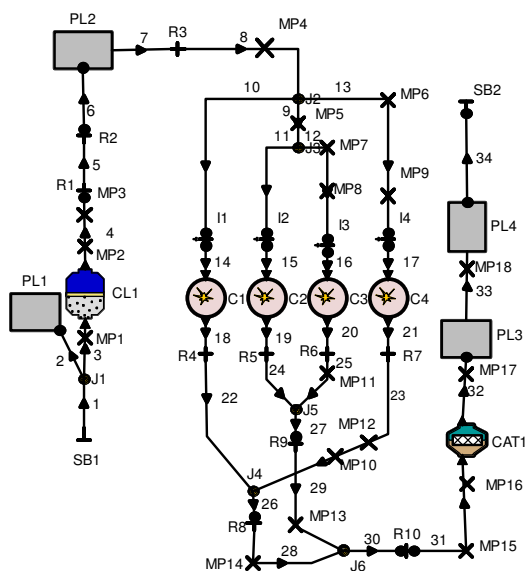 PL2
7
R3
8
MP4
10
J2
13
9
MP5
MP6
SB2
11
J3
12
MP7
6
R2
5
R1
MP3
MP8
MP9
34
4
MP2
I1
I2
I3
I4
PL4
14
15
16
17
MP18
PL1
CL1
C1
C2
C3
C4
33
MP1
2
3
18
19
20
21
PL3
R4
R5
R6
R7
24
25
MP11
MP17
J1
22
23
32
1
J5
SB1
27
MP12
R9
CAT1
J4
MP10
26
29
MP16
R8
MP13
30
R10
31
MP14
28
J6
MP15